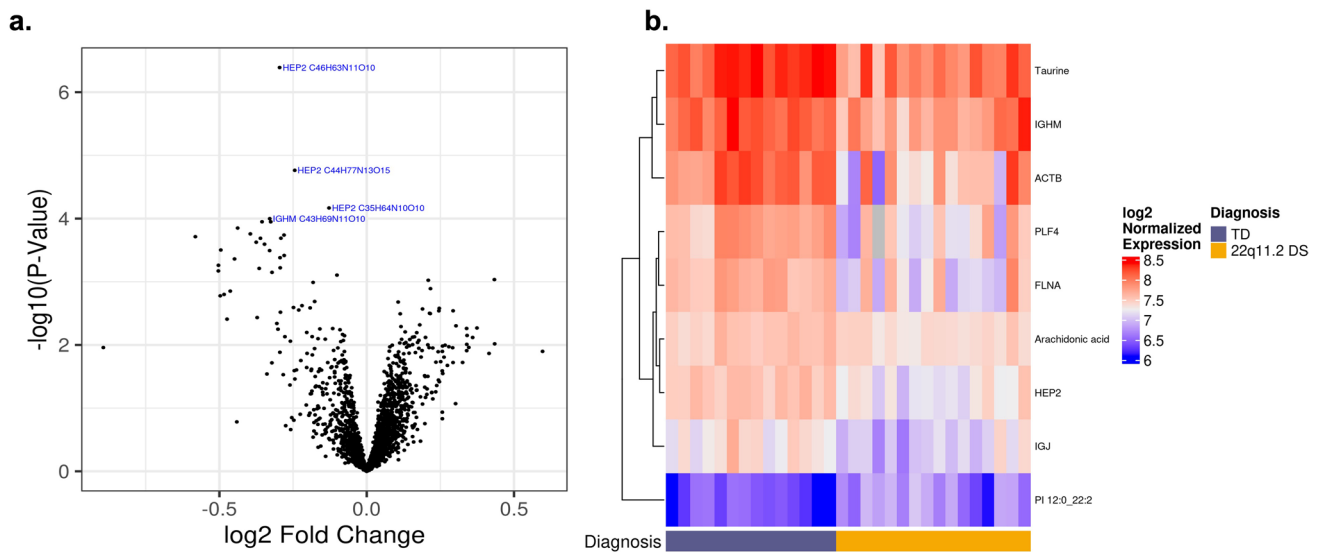 a.
-log10(P-Value)
6
4
2
0
HEP2 C46H63N11O10
HEP2 C44H77N13O15
HEP2 C35H64N10O10
IGHM C43H69N11O10
-0.5
0.0
0.5
log2 Fold Change
b.
Taurine
IGHM
ACTB
PLF4
FLNA
Arachidonic acid
HEP2
IGJ
PI 12:0_22:2
Diagnosis
log2
Normalized
Expression
8.5
8
7.5
7
6.5
6
Diagnosis
TD
22q11.2 DS